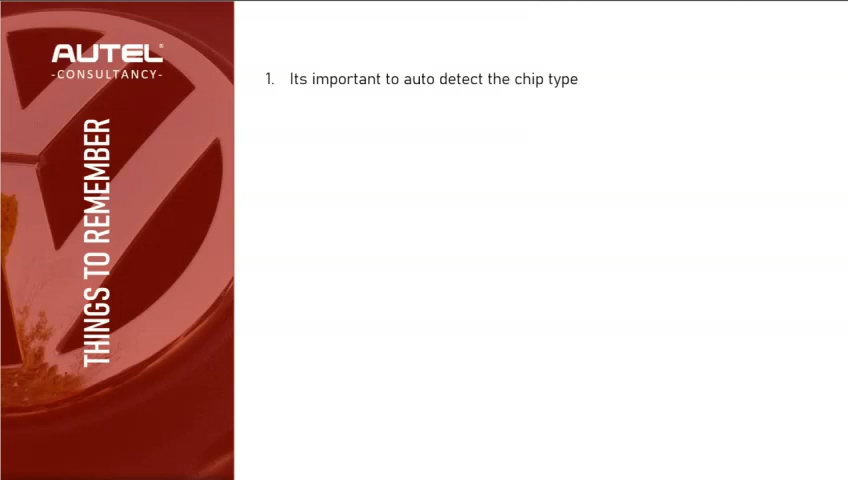 AUTEL
-CONSULTANCY-
THINGS TO REMEMBER
1. Its important to auto detect the chip type